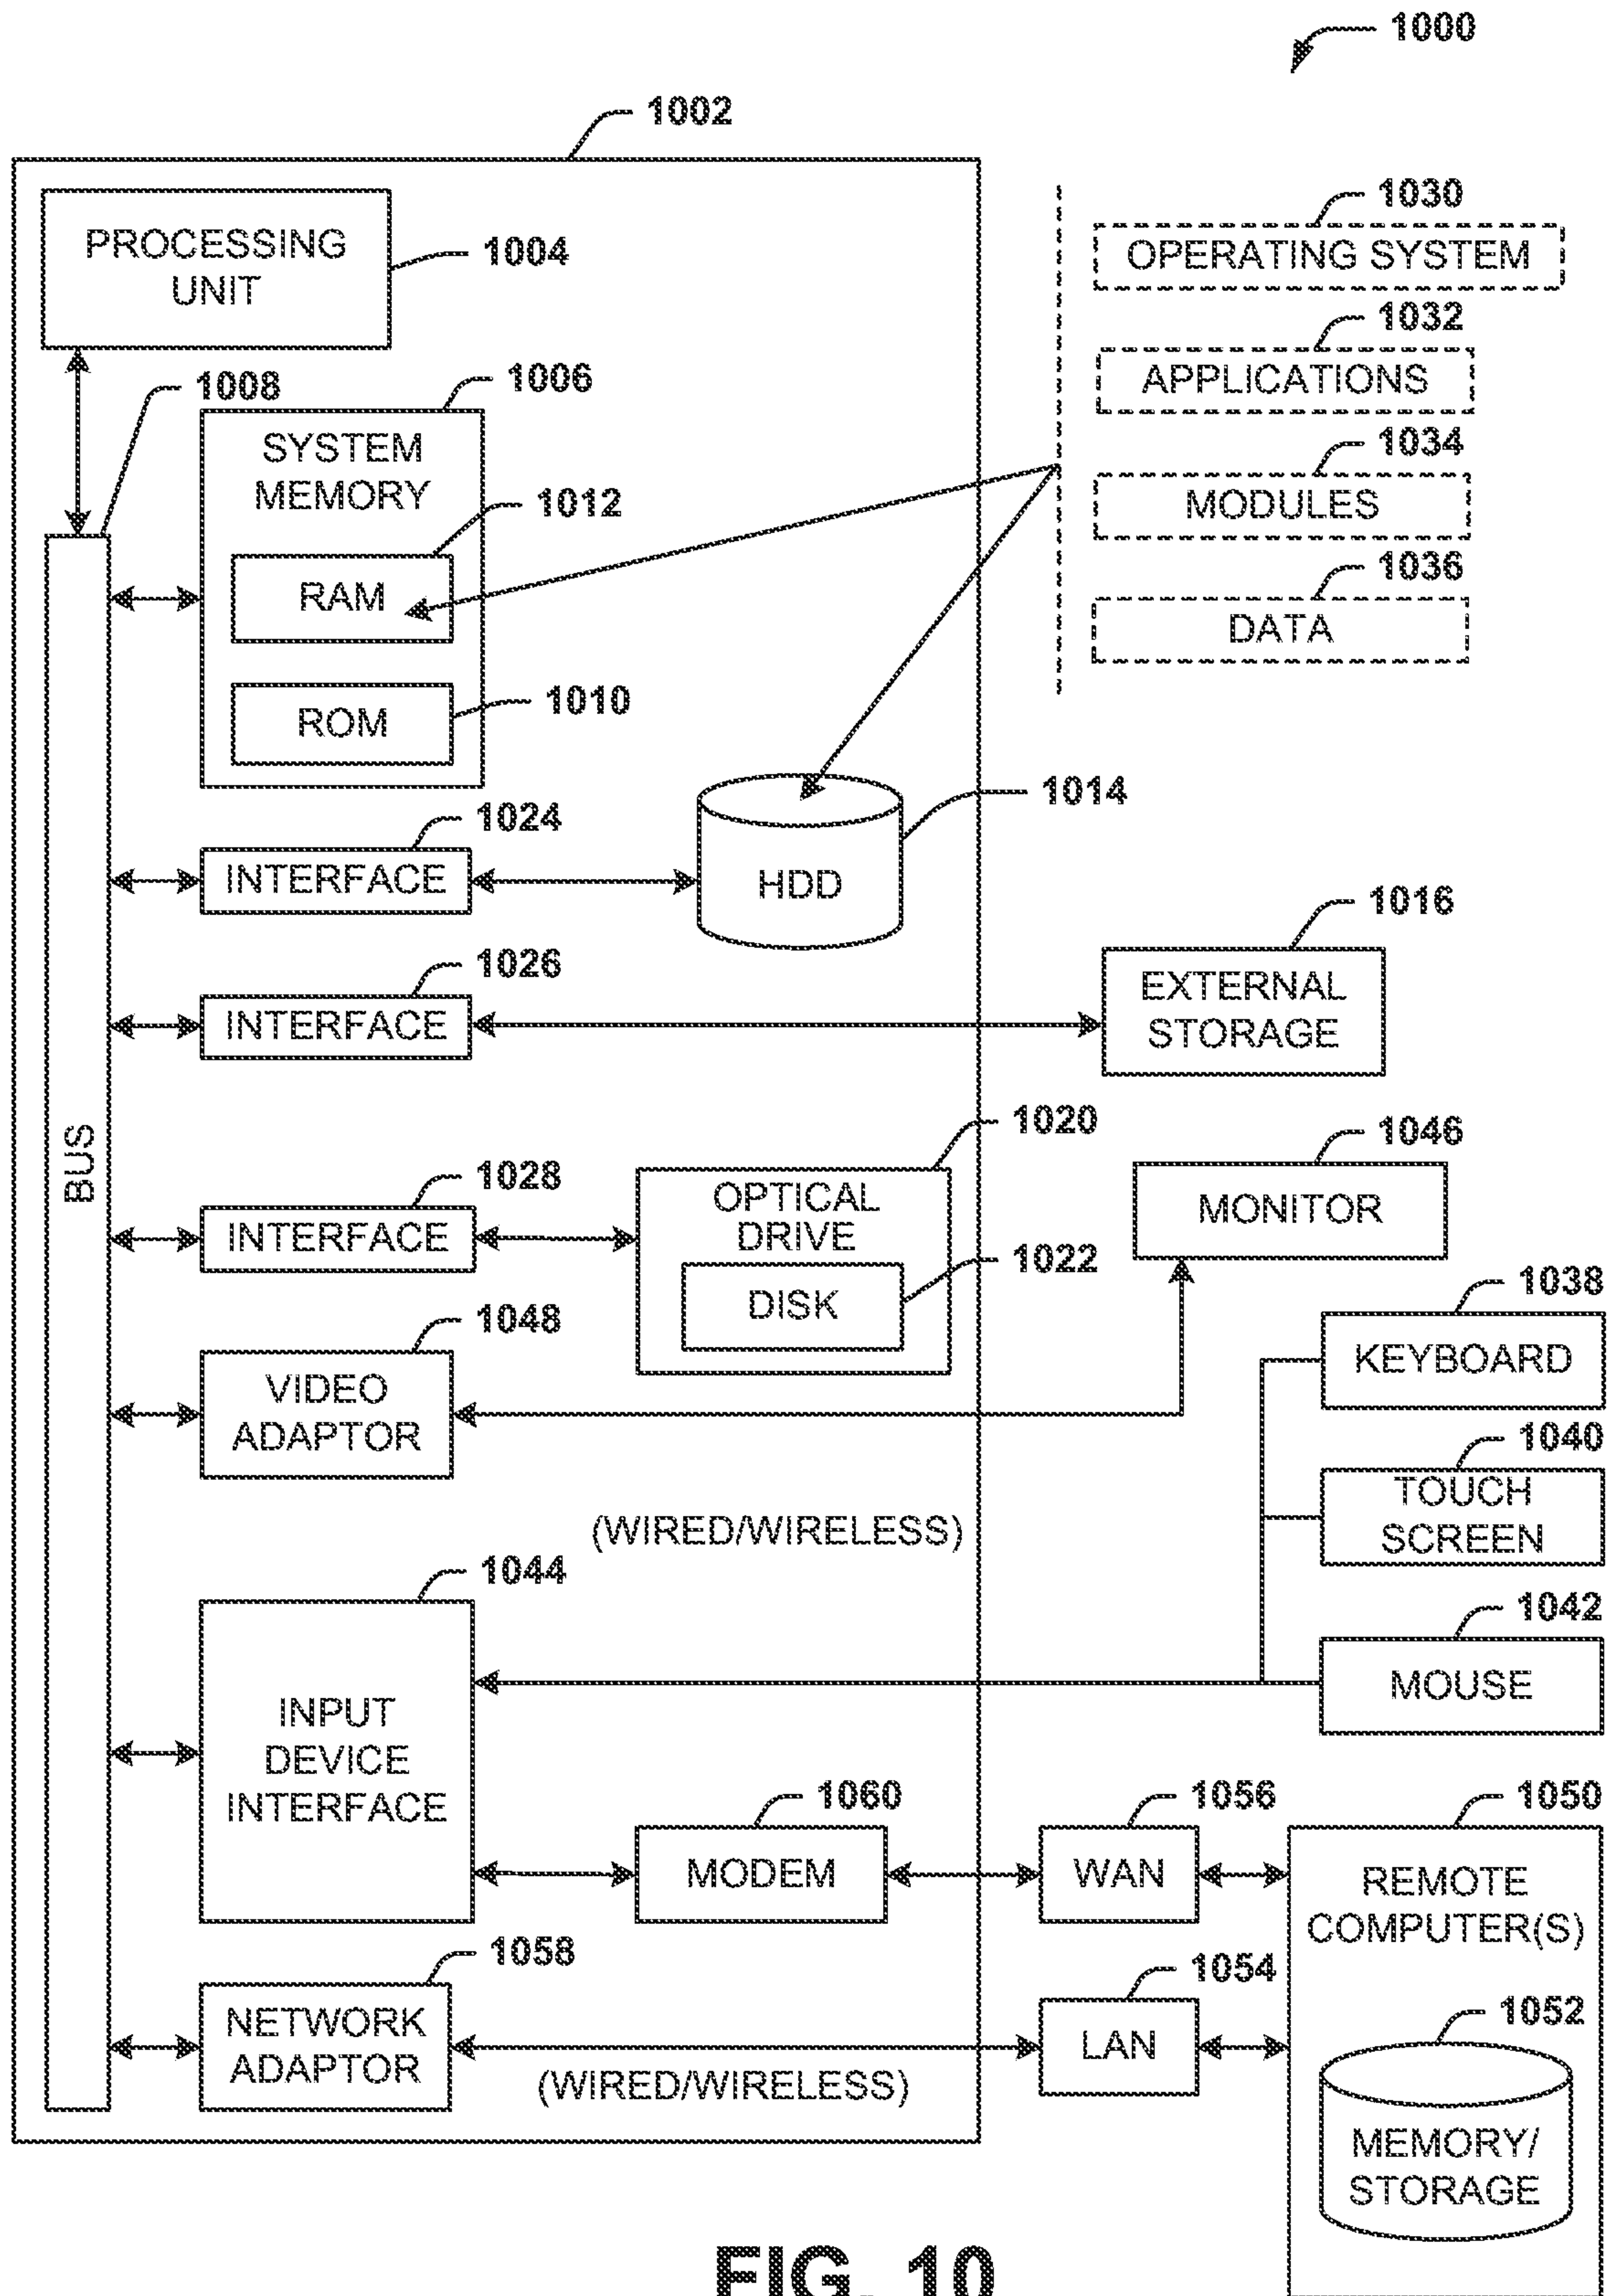 1000
1002
PROCESSING
UNIT
1004
1030
OPERATING SYSTEM
1032
APPLICATIONS
1034
MODULES
1036
DATA
1008
1006
SYSTEM
MEMORY
1012
RAM
1010
ROM
1024
INTERFACE
1014
HDD
1026
INTERFACE
1016
EXTERNAL
STORAGE
BUS
1028
INTERFACE
1020
OPTICAL
DRIVE
1022
DISK
1046
MONITOR
1048
VIDEO
ADAPTOR
1038
KEYBOARD
1040
TOUCH
SCREEN
(WIRED/WIRELESS)
1044
INPUT
DEVICE
INTERFACE
1042
MOUSE
1060
MODEM
1056
WAN
1050
REMOTE
COMPUTER(S)
1058
NETWORK
ADAPTOR
(WIRED/WIRELESS)
1054
LAN
1052
MEMORY/
STORAGE
FIG. 10